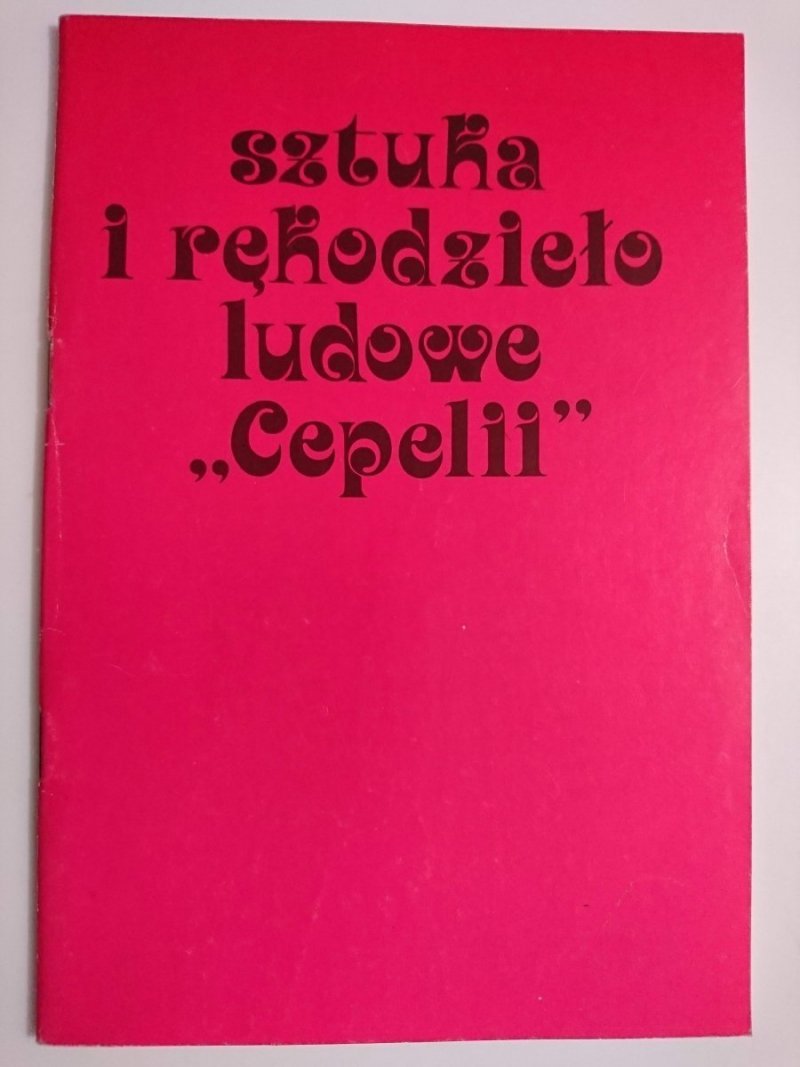 sztuka
i rękodzieło
ludowe
„Cepelii”